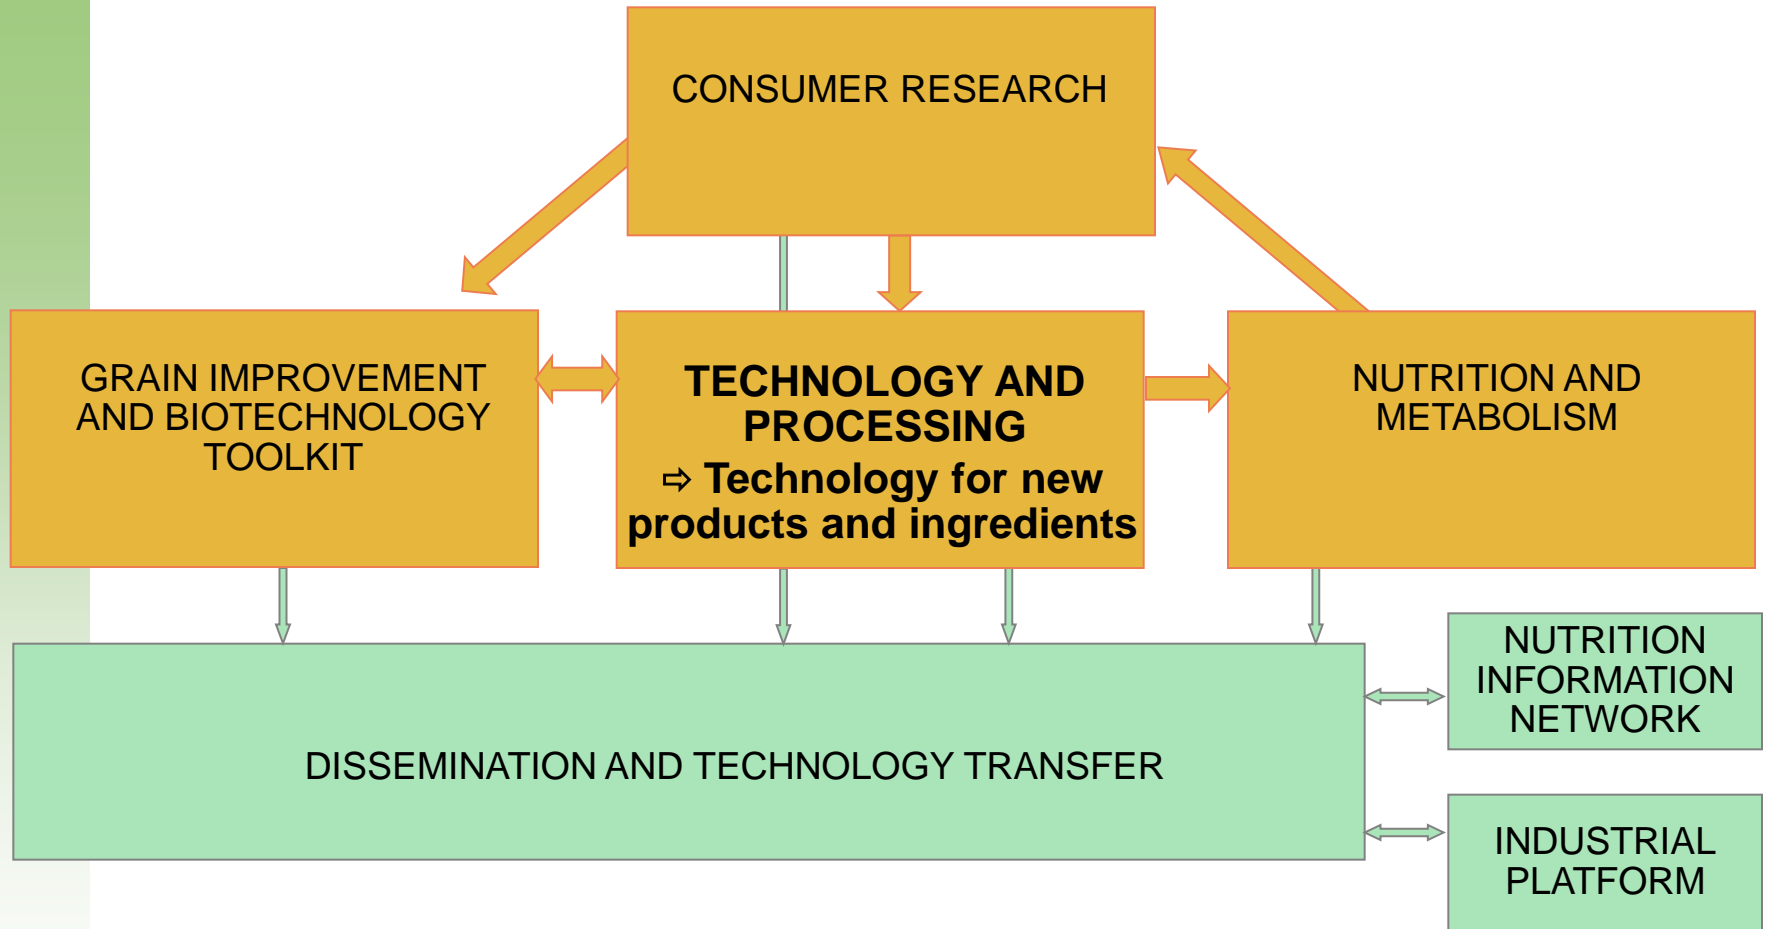 CONSUMER RESEARCH
GRAIN IMPROVEMENT
AND BIOTECHNOLOGY
TOOLKIT
TECHNOLOGY AND
PROCESSING
⇨ Technology for new
products and ingredients
NUTRITION AND
METABOLISM
DISSEMINATION AND TECHNOLOGY TRANSFER
NUTRITION
INFORMATION
NETWORK
INDUSTRIAL
PLATFORM